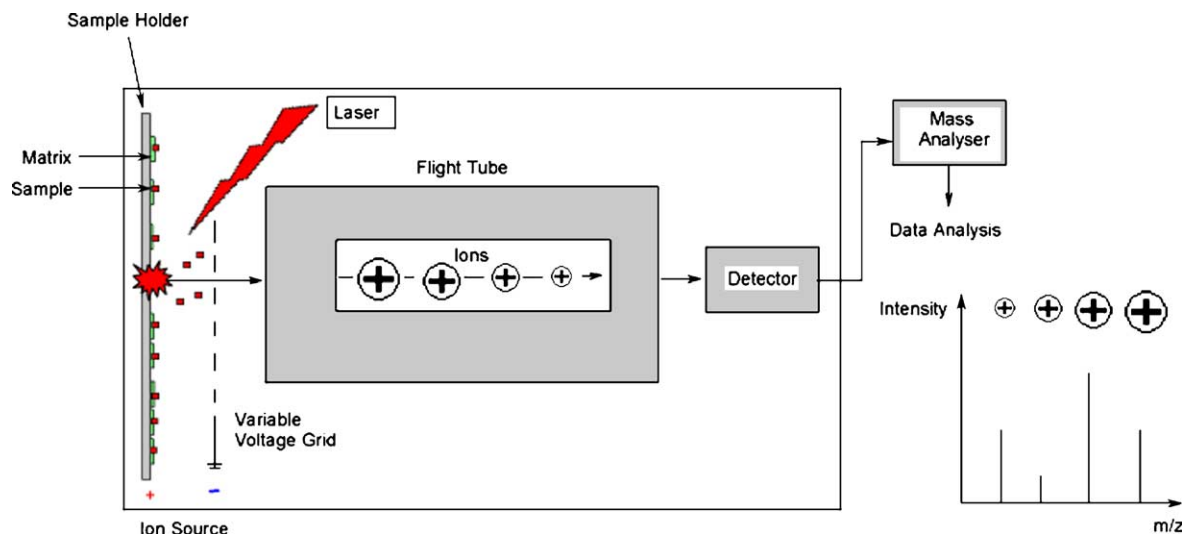 Sample Holder
Laser
Mass
Analyser
Matrix
Flight Tube
Sample
Data Analysis
Ions
Detector
Intensity
Variable
Voltage Grid
+
-
Ion Source
m/z